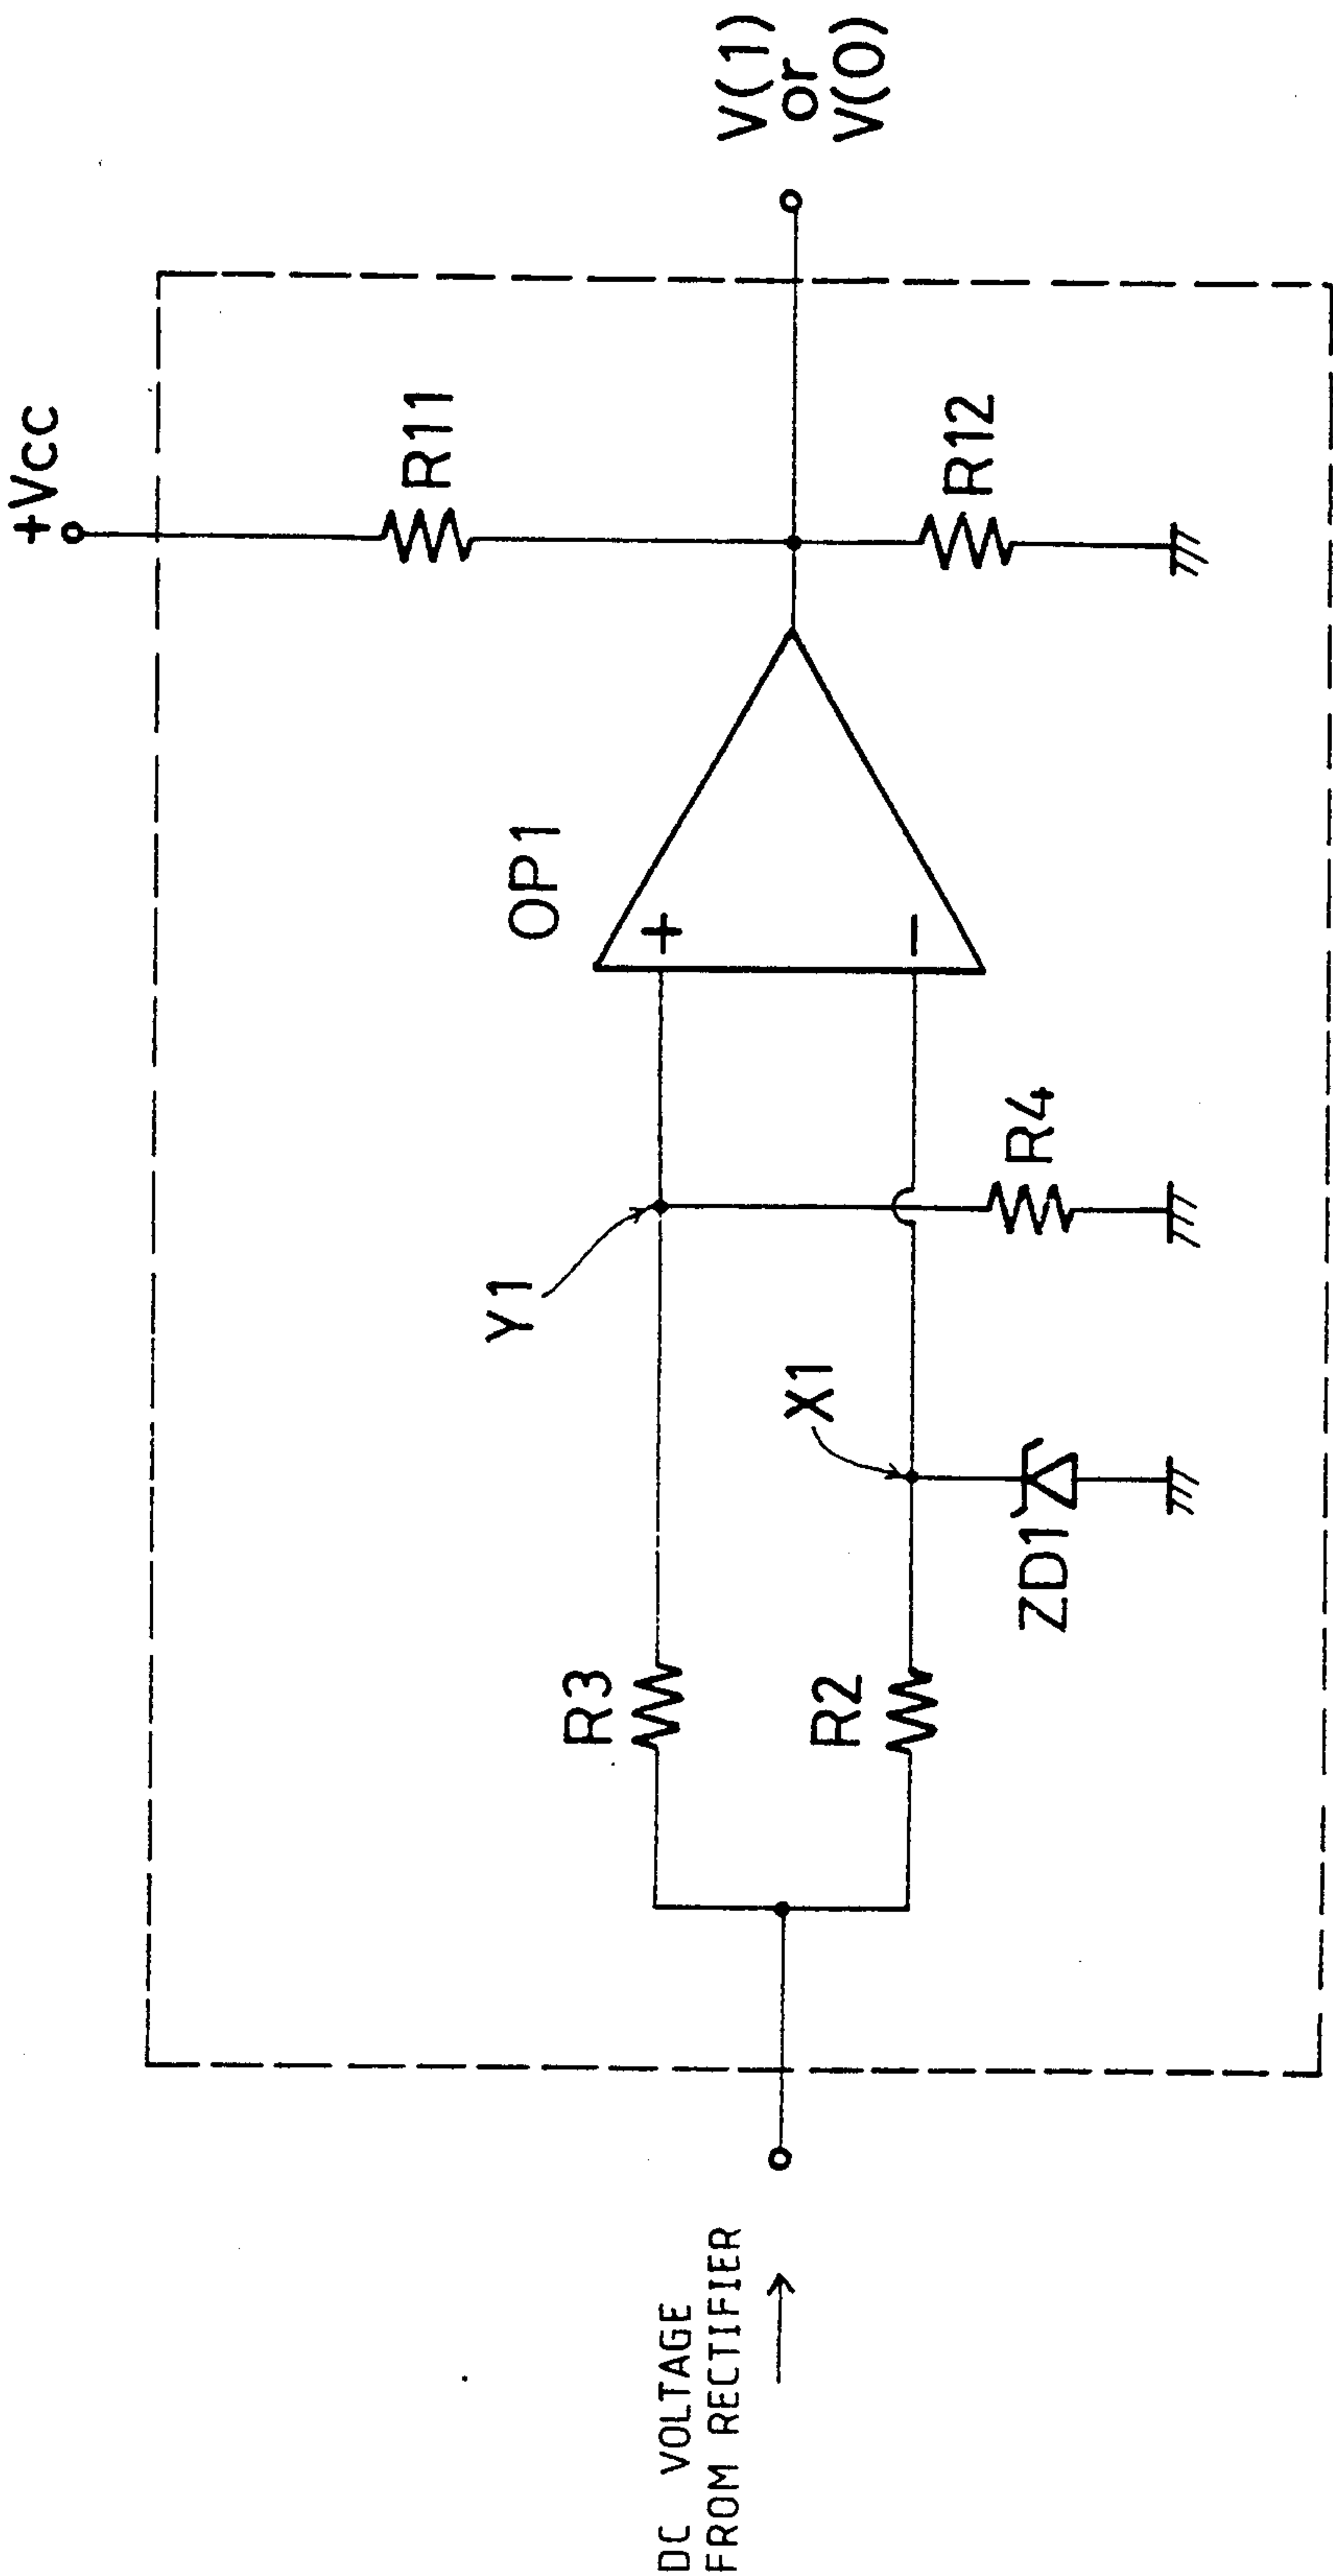 +Vcc
R11
V(1)
or
V(0)
R12
OP1
+
−
Y1
R4
X1
ZD1
R3
R2
DC VOLTAGE
FROM RECTIFIER